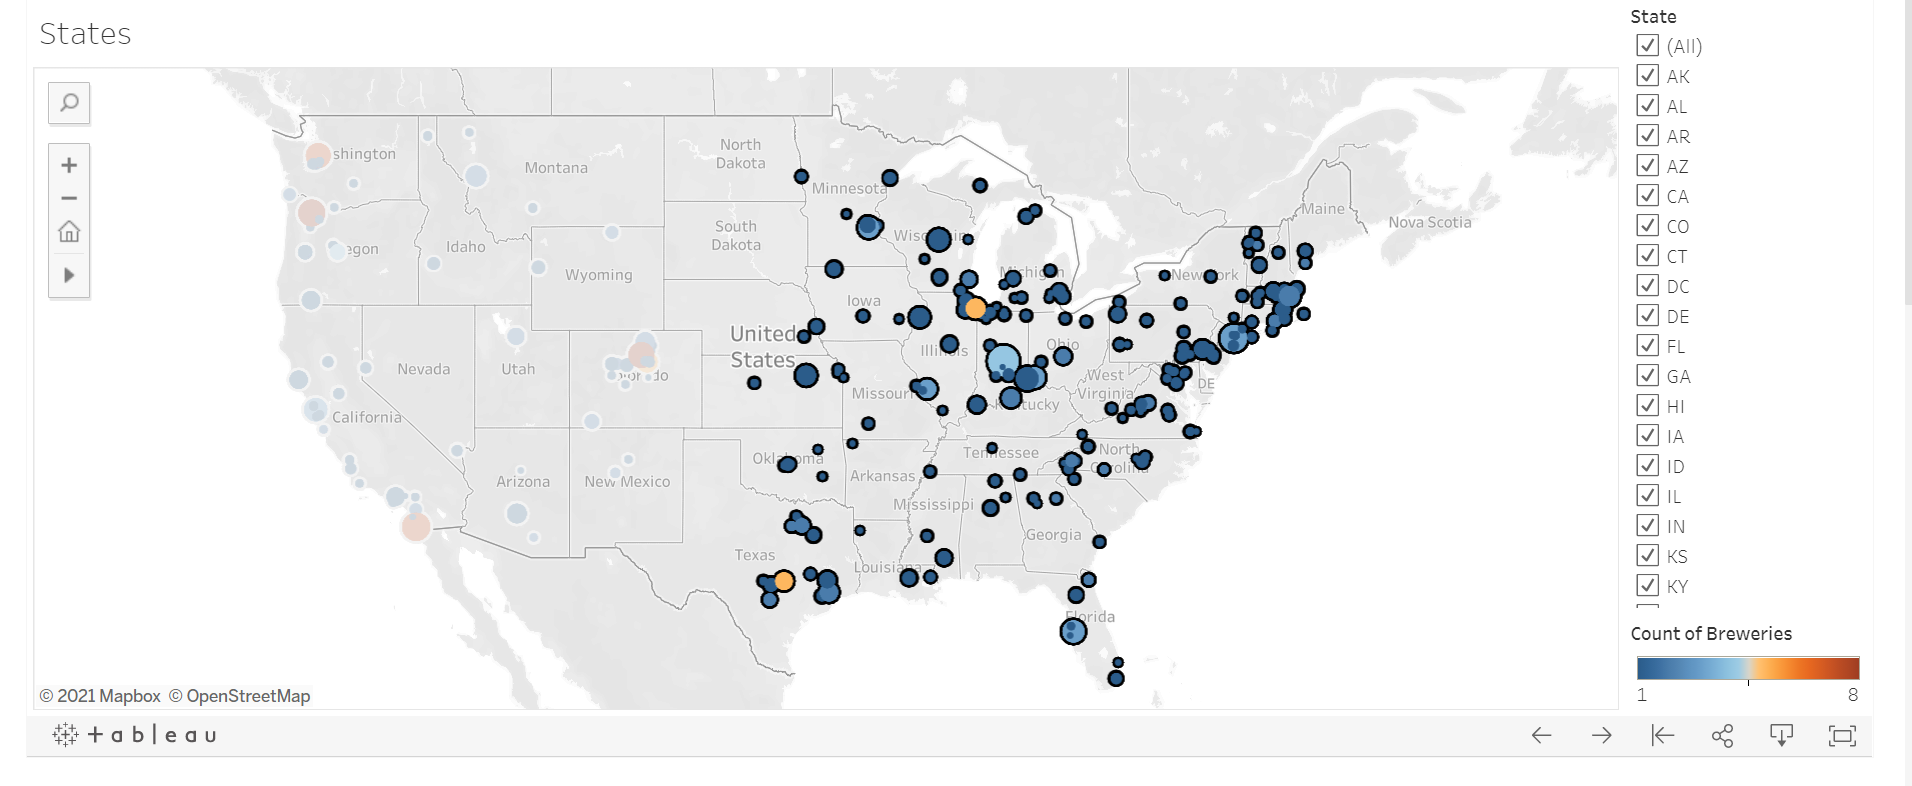 States
State
(All)
AK
AL
AR
AZ
CA
CO
CT
DC
DE
FL
GA
HI
IA
ID
IL
IN
KS
KY
Count of Breweries
1 8
shington
Montana
North
Dakota
Minnesota
Maine
Nova Scotia
South
Dakota
egon
Idaho
Wyoming
Michigan
New York
Iowa
United
States
Nevada
Utah
Illinois
Ohio
West
Virginia
DE
California
Missouri
Kentucky
Oklahoma
Tennessee
North
Carolina
Arizona
New Mexico
Arkansas
Mississippi
Georgia
Texas
Louisiana
Florida
© 2021 Mapbox © OpenStreetMap
+ a b l e a u